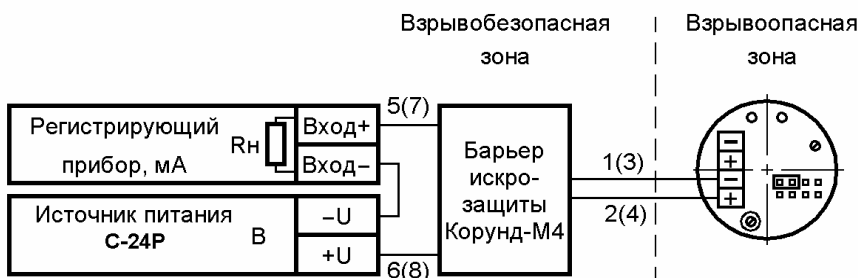 Взрывобезопасная
зона
Взрывоопасная
зона
Регистрирующий
прибор, мА
Rн
Вход+
Вход−
5(7)
Источник питания
С-24Р
В
−U
+U
6(8)
Барьер
искро-
защиты
Корунд-М4
1(3)
2(4)
−
+
−
+